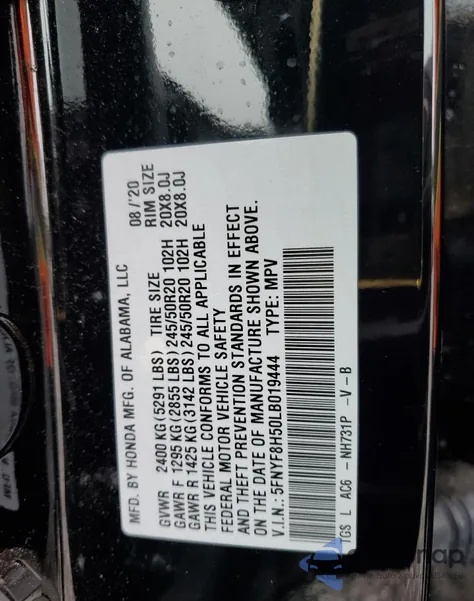 MFD. BY HONDA MFG. OF ALABAMA, LLC 08 /'20
GVWR 2400 KG (5291 LBS) TIRE SIZE RIM SIZE
GAWR F 1295 KG (2855 LBS) 245/50R20 102H 20X8.0J
GAWR R 1425 KG (3142 LBS) 245/50R20 102H 20X8.0J
THIS VEHICLE CONFORMS TO ALL APPLICABLE
FEDERAL MOTOR VEHICLE SAFETY
AND THEFT PREVENTION STANDARDS IN EFFECT
ON THE DATE OF MANUFACTURE SHOWN ABOVE.
V.I.N.: 5FNYF8H50LB019444 TYPE: MPV
TGS L AC6 - NH731P -V -B